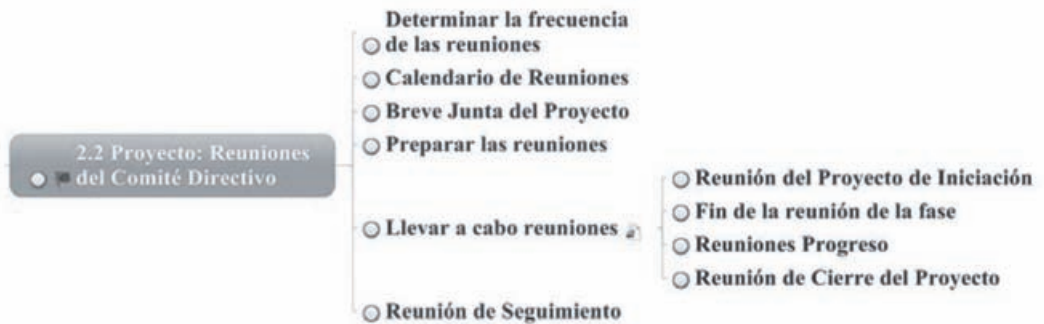 Determinar la frecuencia
de las reuniones
Calendario de Reuniones
Breve Junta del Proyecto
Preparar las reuniones
2.2 Proyecto: Reuniones
del Comité Directivo
Llevar a cabo reuniones
Reunión del Proyecto de Iniciación
Fin de la reunión de la fase
Reuniones Progreso
Reunión de Cierre del Proyecto
Reunión de Seguimiento